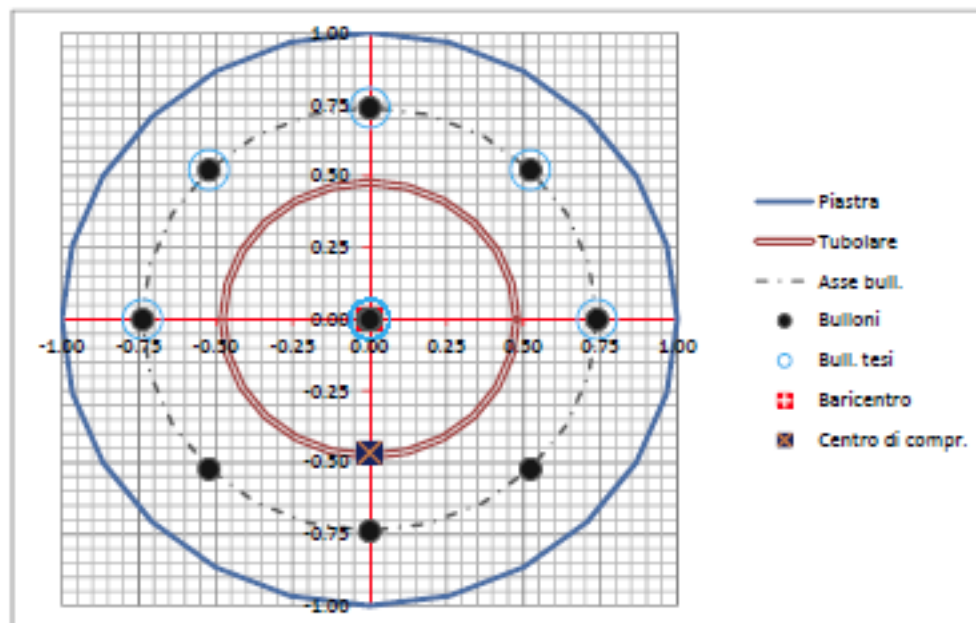 1.00
0.75
0.50
0.25
0.00
-1.00 -0.75 -0.50 -0.25 0.00 0.25 0.50 0.75 1.00
-0.25
-0.50
-0.75
-1.00
Piastra
Tubolare
Asse bull.
Bulloni
Bull. tesi
Baricentro
Centro di compr.